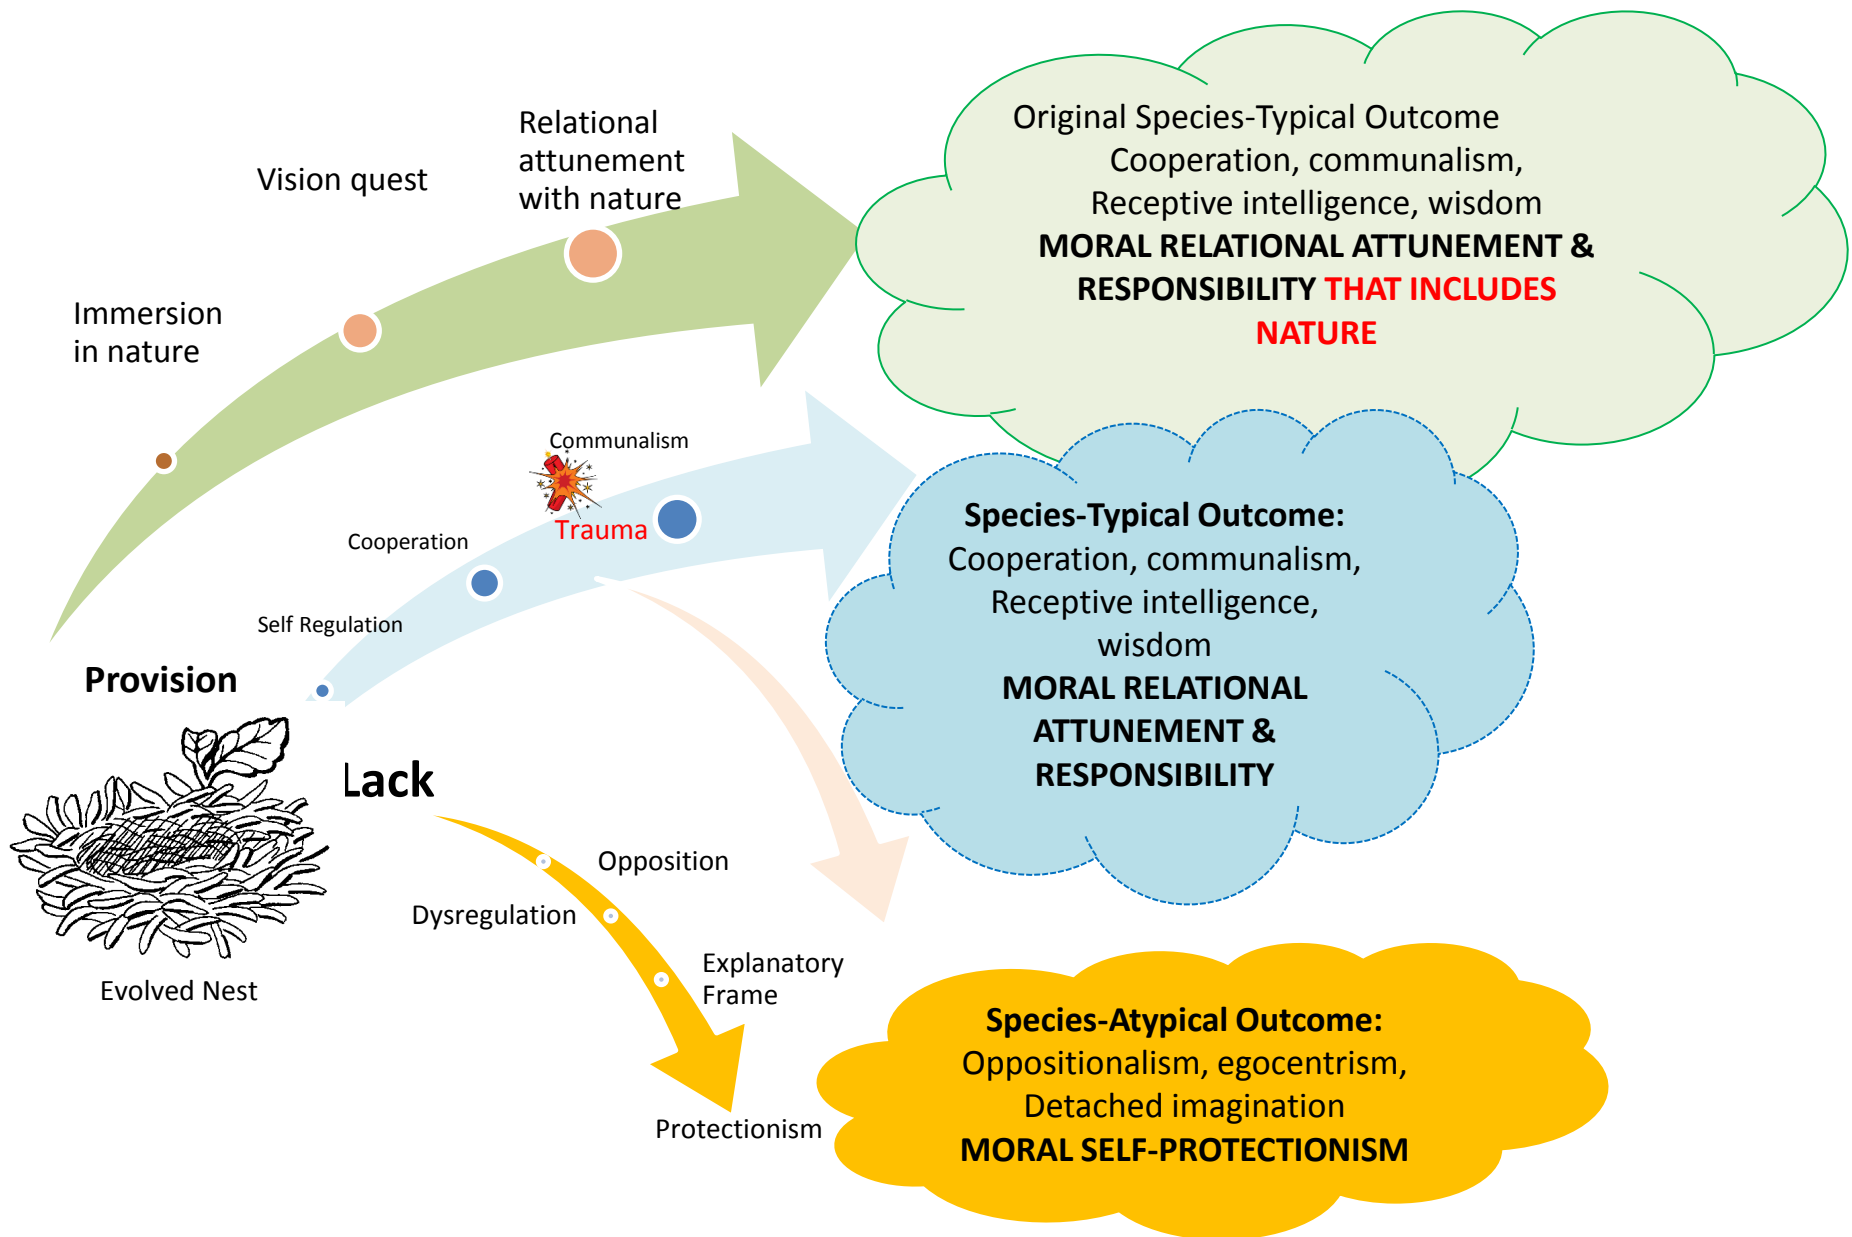 Relational
attunement
with nature
Vision quest
Immersion
in nature
Original Species-Typical Outcome
Cooperation, communalism,
Receptive intelligence, wisdom
MORAL RELATIONAL ATTUNEMENT &
RESPONSIBILITY THAT INCLUDES
NATURE
Communalism
Trauma
Cooperation
Self Regulation
Species-Typical Outcome:
Cooperation, communalism,
Receptive intelligence,
wisdom
MORAL RELATIONAL
ATTUNEMENT &
RESPONSIBILITY
Provision
Lack
Evolved Nest
Opposition
Dysregulation
Explanatory
Frame
Protectionism
Species-Atypical Outcome:
Oppositionalism, egocentrism,
Detached imagination
MORAL SELF-PROTECTIONISM